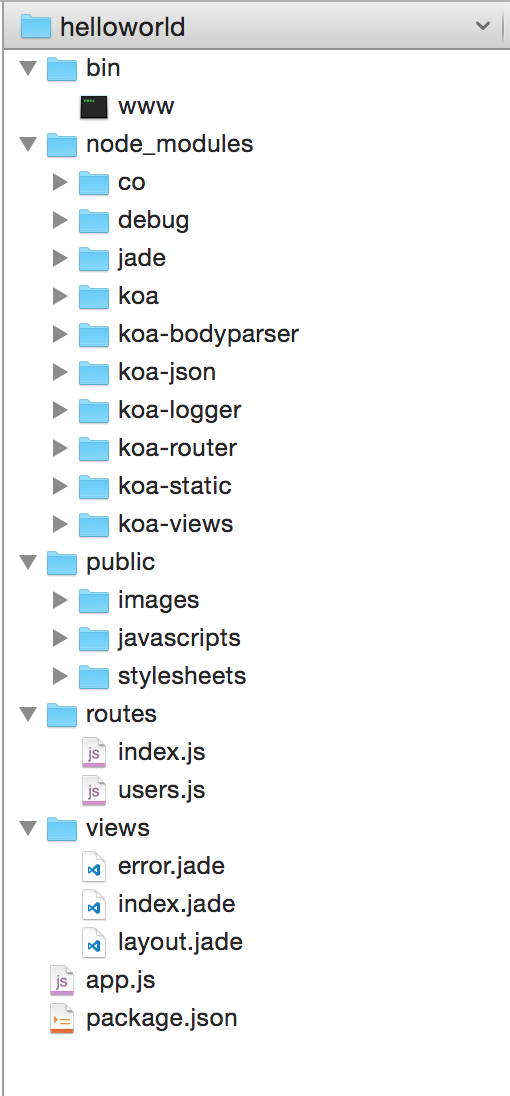 helloworld
bin
www
node_modules
co
debug
jade
koa
koa-bodyparser
koa-json
koa-logger
koa-router
koa-static
koa-views
public
images
javascripts
stylesheets
routes
js index.js
js users.js
views
error.jade
index.jade
layout.jade
js app.js
package.json